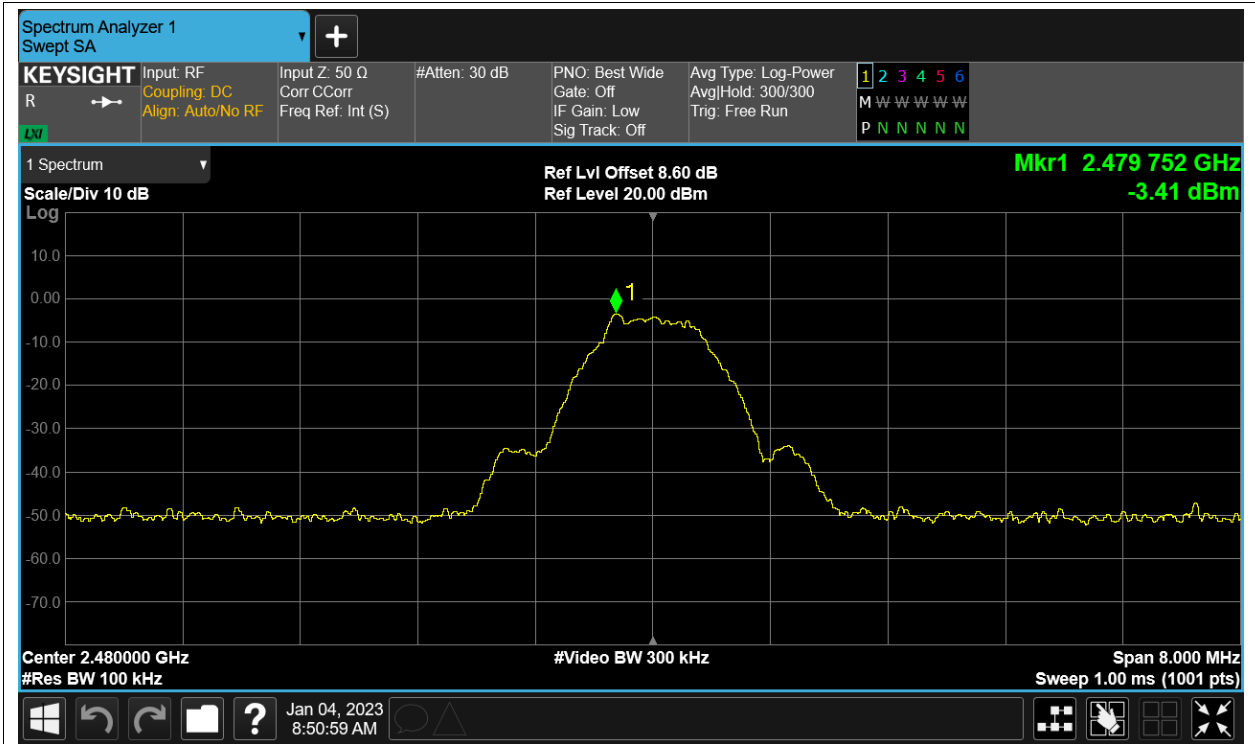 Spectrum Analyzer 1
Swept SA
KEYSIGHT
R
LXI
Input: RF
Coupling: DC
Align: Auto/No RF
Input Z: 50 Ω
Corr CCorr
Freq Ref: Int (S)
#Atten: 30 dB
PNO: Best Wide
Gate: Off
IF Gain: Low
Sig Track: Off
Avg Type: Log-Power
Avg|Hold: 300/300
Trig: Free Run
1 2 3 4 5 6
M W W W W W
P N N N N N
1 Spectrum
Scale/Div 10 dB
Ref Lvl Offset 8.60 dB
Ref Level 20.00 dBm
Mkr1 2.479 752 GHz
-3.41 dBm
Log
10.0
0.00
-10.0
-20.0
-30.0
-40.0
-50.0
-60.0
-70.0
1
Center 2.480000 GHz
#Res BW 100 kHz
#Video BW 300 kHz
Span 8.000 MHz
Sweep 1.00 ms (1001 pts)
?
Jan 04, 2023
8:50:59 AM